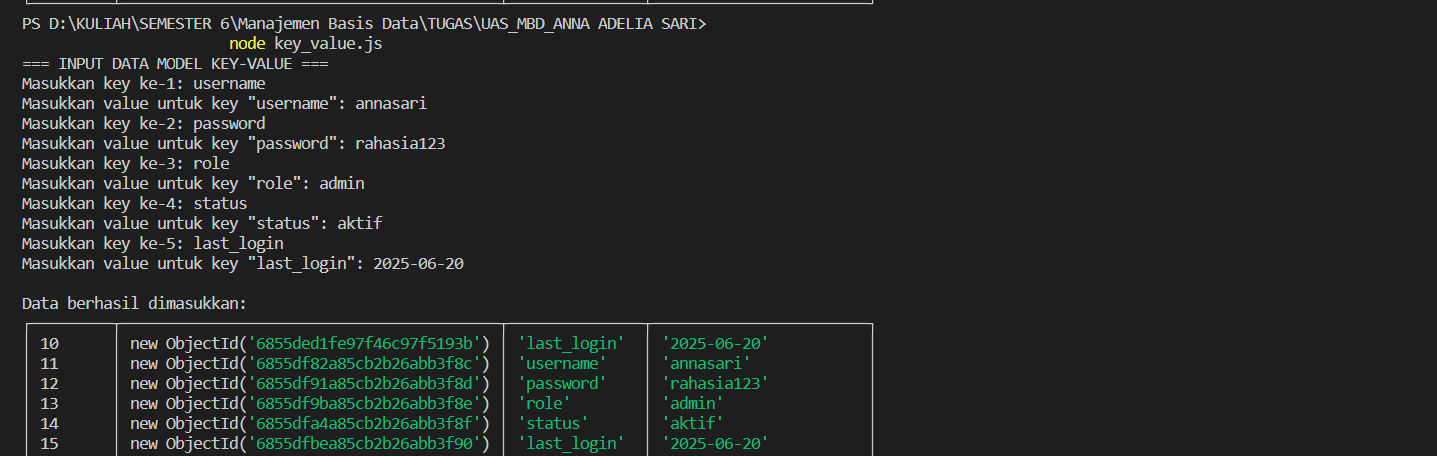 PS D:\KULIAH\SEMESTER 6\Manajemen Basis Data\TUGAS\UAS_MBD_ANNA ADELIA SARI>
node key_value.js
=== INPUT DATA MODEL KEY-VALUE ===
Masukkan key ke-1: username
Masukkan value untuk key "username": annasari
Masukkan key ke-2: password
Masukkan value untuk key "password": rahasia123
Masukkan key ke-3: role
Masukkan value untuk key "role": admin
Masukkan key ke-4: status
Masukkan value untuk key "status": aktif
Masukkan key ke-5: last_login
Masukkan value untuk key "last_login": 2025-06-20
Data berhasil dimasukkan:
10 new ObjectId('6855ded1fe97f46c97f5193b') 'last_login' '2025-06-20'
11 new ObjectId('6855df82a85cb2b26abb3f8c') 'username' 'annasari'
12 new ObjectId('6855df91a85cb2b26abb3f8d') 'password' 'rahasia123'
13 new ObjectId('6855df9ba85cb2b26abb3f8e') 'role' 'admin'
14 new ObjectId('6855dfa4a85cb2b26abb3f8f') 'status' 'aktif'
15 new ObjectId('6855dfbea85cb2b26abb3f90') 'last_login' '2025-06-20'